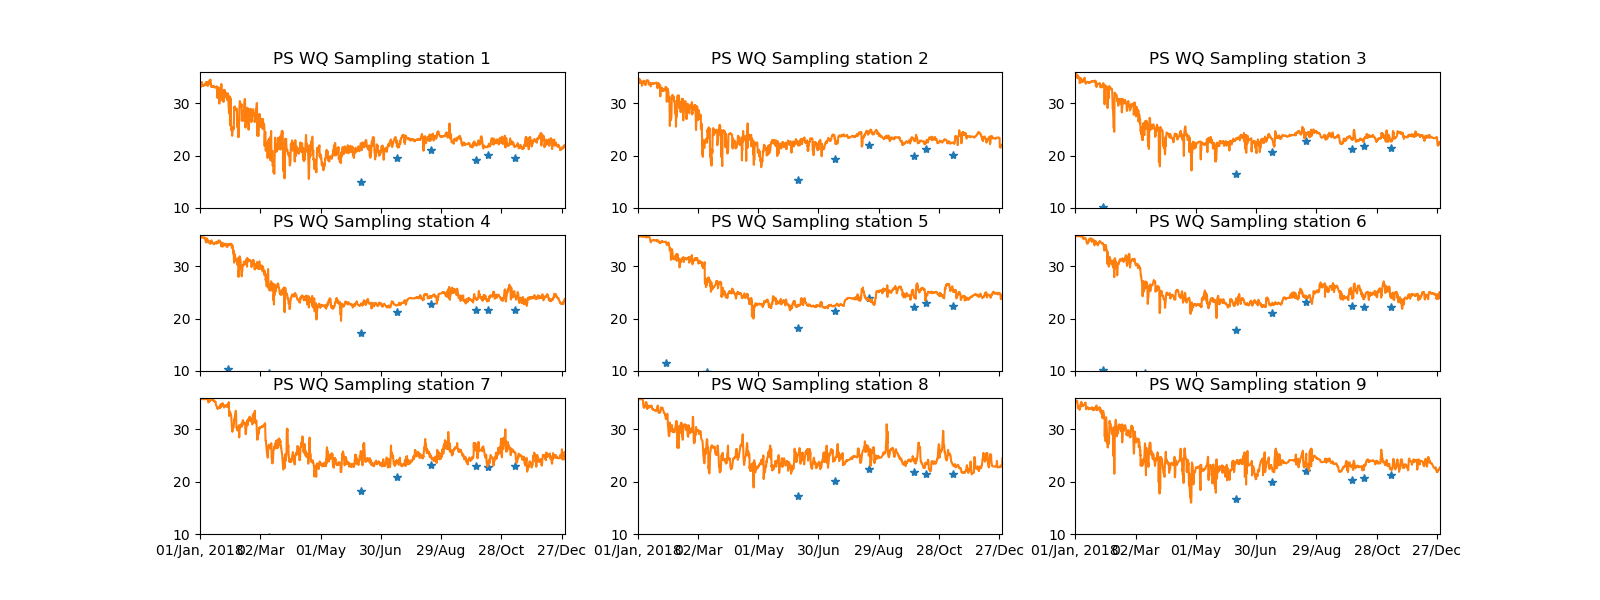 PS WQ Sampling station 1
PS WQ Sampling station 2
PS WQ Sampling station 3
30
20
10
30
20
10
30
20
10
PS WQ Sampling station 4
PS WQ Sampling station 5
PS WQ Sampling station 6
30
20
10
30
20
10
30
20
10
PS WQ Sampling station 7
PS WQ Sampling station 8
PS WQ Sampling station 9
30
20
10
30
20
10
30
20
10
01/Jan, 2018 02/Mar 01/May 30/Jun 29/Aug 28/Oct 27/Dec
01/Jan, 2018 02/Mar 01/May 30/Jun 29/Aug 28/Oct 27/Dec
01/Jan, 2018 02/Mar 01/May 30/Jun 29/Aug 28/Oct 27/Dec